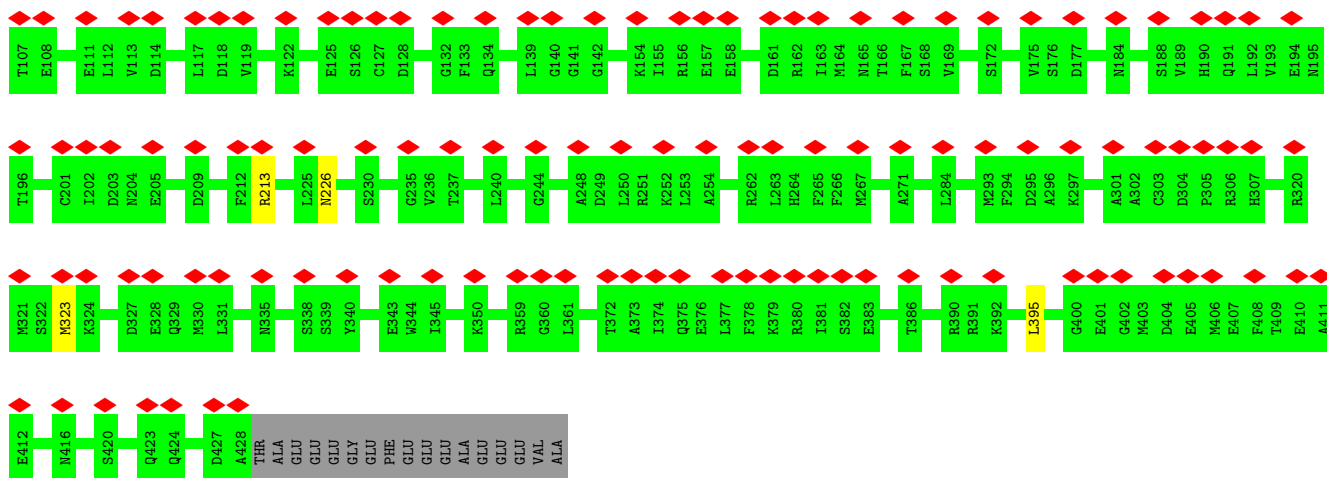 T107 E108 E111 L112 V113 D114 L117 D118 V119 K122 E125 S126 C127 D128 G132 F133 Q134 L139 G140 G141 G142 K154 I155 R156 E157 E158 D161 R162 I163 M164 N165 T166 F167 S168 V169 S172 V175 S176 D177 N184 S188 V189 H190 Q191 L192 V193 E194 N195
T196 C201 I202 D203 N204 E205 D209 F212 R213 L225 N226 S230 G235 V236 T237 L240 G244 A248 D249 L250 R251 K252 L253 A254 R262 L263 H264 F265 F266 M267 A271 L284 M293 F294 D295 A296 K297 A301 A302 C303 D304 P305 R306 H307 R320
M321 S322 M323 K324 D327 E328 Q329 M330 L331 N335 S338 S339 Y340 E343 W344 I345 K350 R359 G360 L361 T372 A373 I374 Q375 E376 L377 F378 K379 R380 I381 S382 E383 T386 R390 R391 K392 L395 G400 E401 G402 M403 D404 E405 M406 E407 F408 T409 E410 A411
E412 N416 S420 Q423 Q424 D427 A428 THR ALA GLU GLU GLU GLY GLU PHE GLU GLU GLU ALA GLU GLU GLU VAL ALA